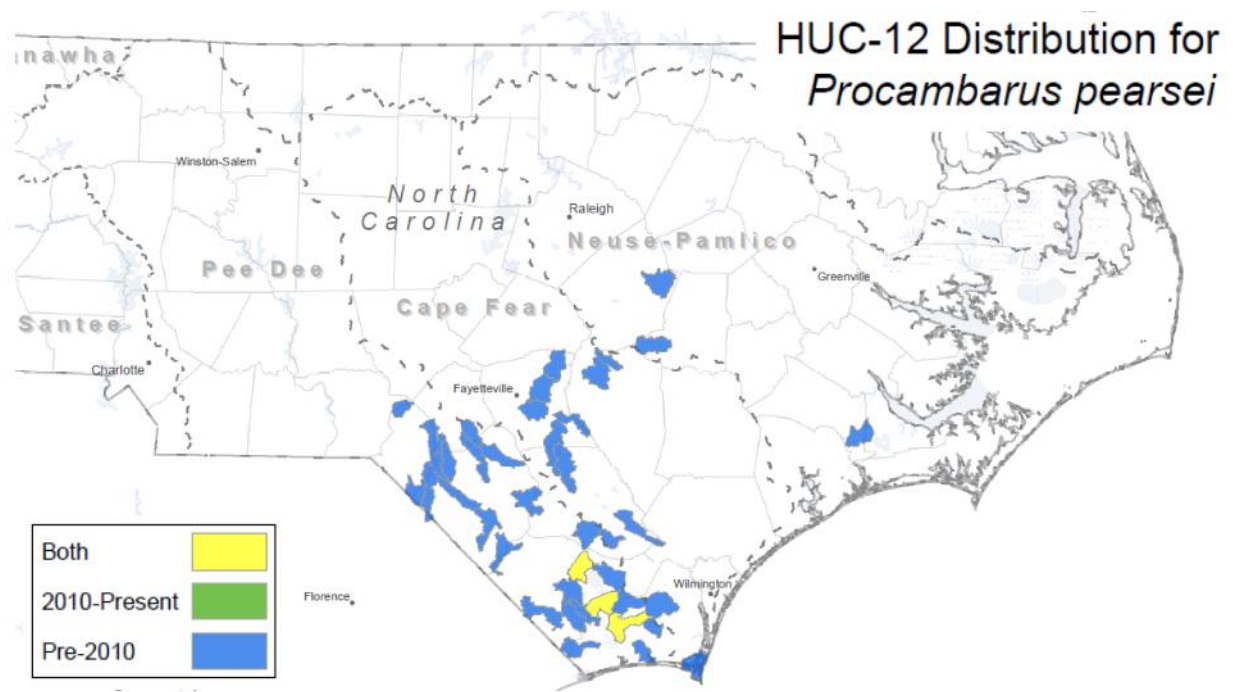 HUC-12 Distribution for
Procambarus pearsei
nawha
Winston-Salem
North
Carolina
Raleigh
Neuse-Pamlico
Pee Dee
Greenville
Cape Fear
Santee
Charlotte
Fayetteville
Both
2010-Present
Pre-2010
Florence
Wilmington